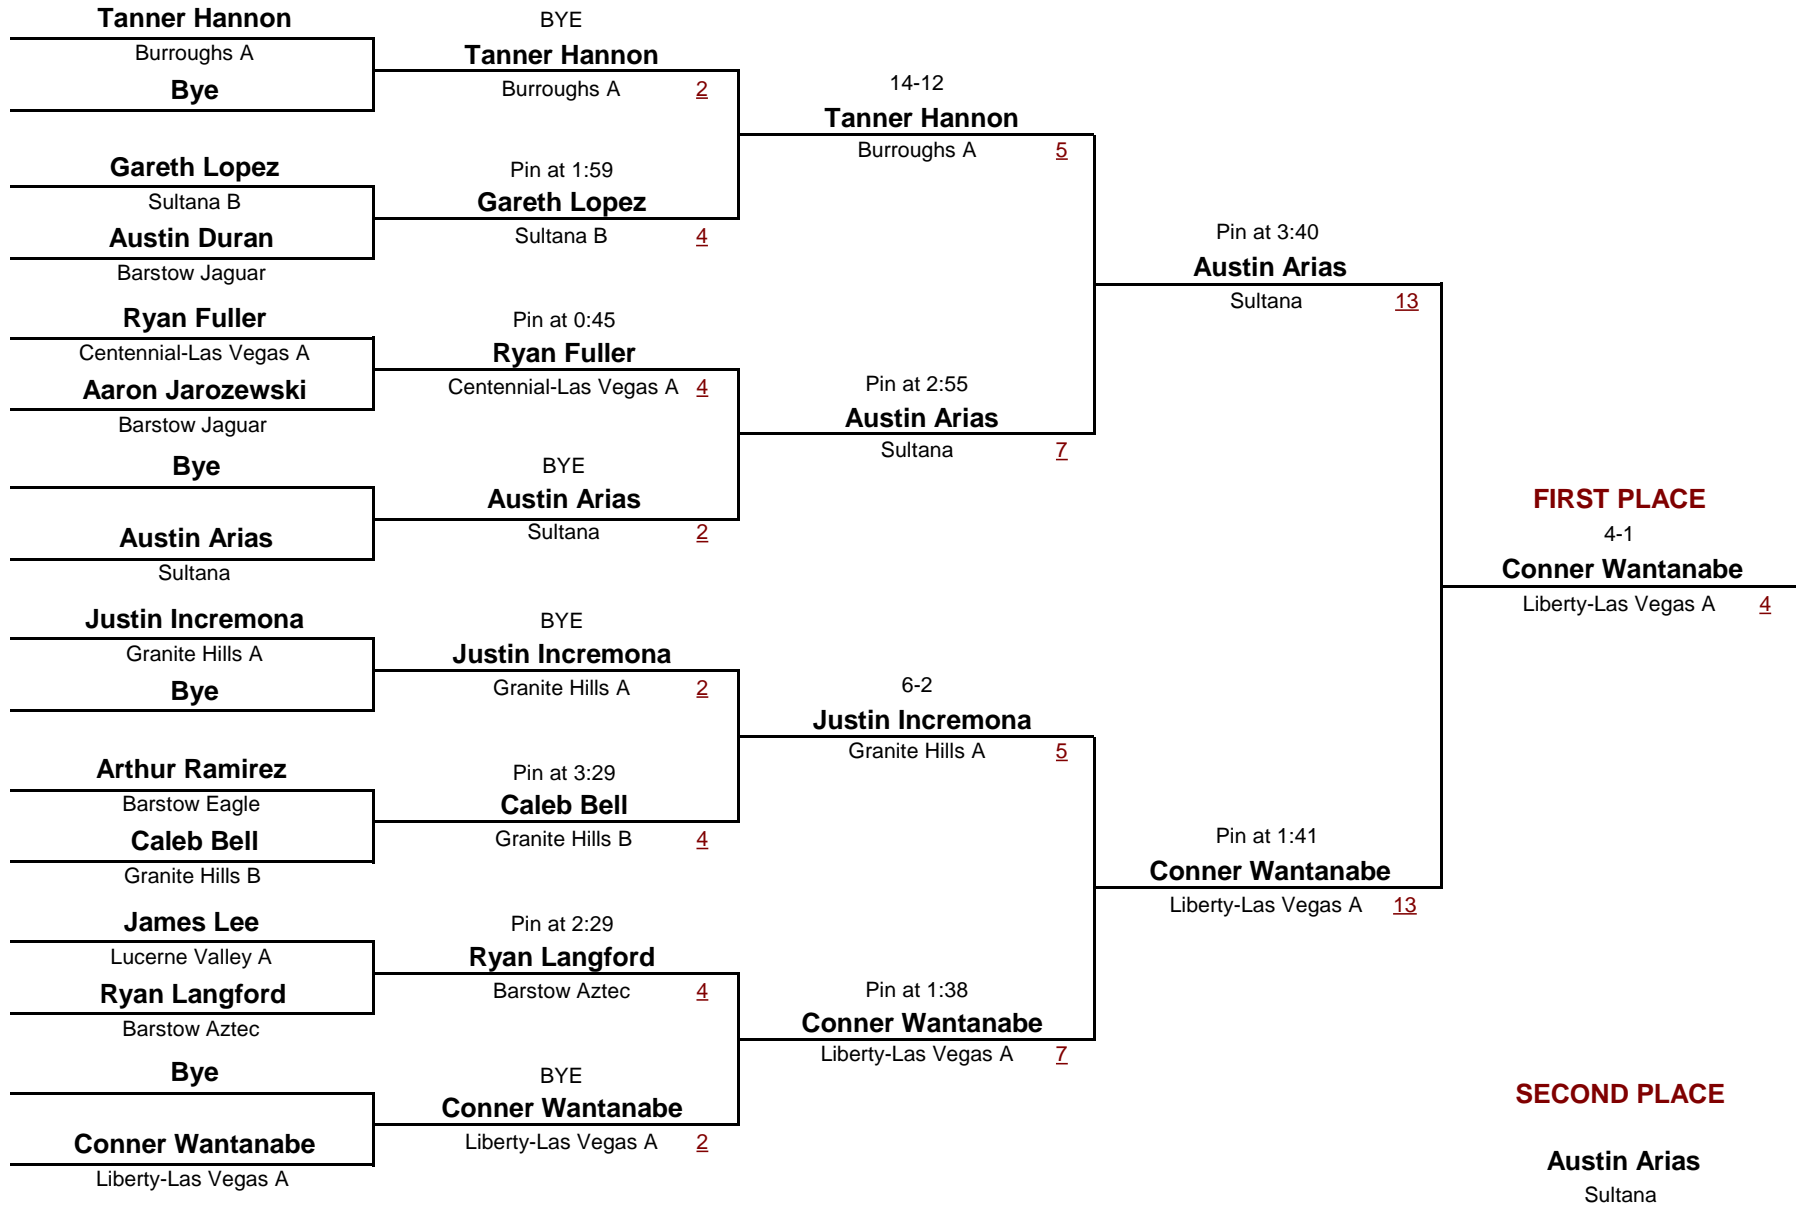 Tanner Hannon
Burroughs A
Bye
Gareth Lopez
Sultana B
Austin Duran
Barstow Jaguar
Ryan Fuller
Centennial-Las Vegas A
Aaron Jarozewski
Barstow Jaguar
Bye
Austin Arias
Sultana
Justin Incremona
Granite Hills A
Bye
Arthur Ramirez
Barstow Eagle
Caleb Bell
Granite Hills B
James Lee
Lucerne Valley A
Ryan Langford
Barstow Aztec
Bye
Conner Wantanabe
Liberty-Las Vegas A
BYE
Tanner Hannon
Burroughs A 2
Pin at 1:59
Gareth Lopez
Sultana B 4
Pin at 0:45
Ryan Fuller
Centennial-Las Vegas A 4
BYE
Austin Arias
Sultana 2
BYE
Justin Incremona
Granite Hills A 2
Pin at 3:29
Caleb Bell
Granite Hills B 4
Pin at 2:29
Ryan Langford
Barstow Aztec 4
BYE
Conner Wantanabe
Liberty-Las Vegas A 2
14-12
Tanner Hannon
Burroughs A 5
Pin at 2:55
Austin Arias
Sultana 7
6-2
Justin Incremona
Granite Hills A 5
Pin at 1:38
Conner Wantanabe
Liberty-Las Vegas A 7
Pin at 3:40
Austin Arias
Sultana 13
Pin at 1:41
Conner Wantanabe
Liberty-Las Vegas A 13
FIRST PLACE
4-1
Conner Wantanabe
Liberty-Las Vegas A 4
SECOND PLACE
Austin Arias
Sultana